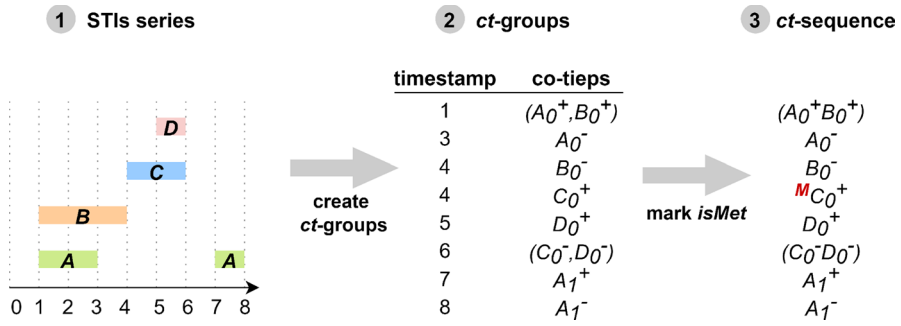 1 STIs series
D
C
B
A A
0 1 2 3 4 5 6 7 8
create
ct-groups
2 ct-groups
timestamp co-tieps
1 (A₀⁺,B₀⁺)
3 A₀⁻
4 B₀⁻
4 C₀⁺
5 D₀⁺
6 (C₀⁻,D₀⁻)
7 A₁⁺
8 A₁⁻
mark isMet
3 ct-sequence
(A₀⁺B₀⁺)
A₀⁻
B₀⁻
ᴹC₀⁺
D₀⁺
(C₀⁻D₀⁻)
A₁⁺
A₁⁻